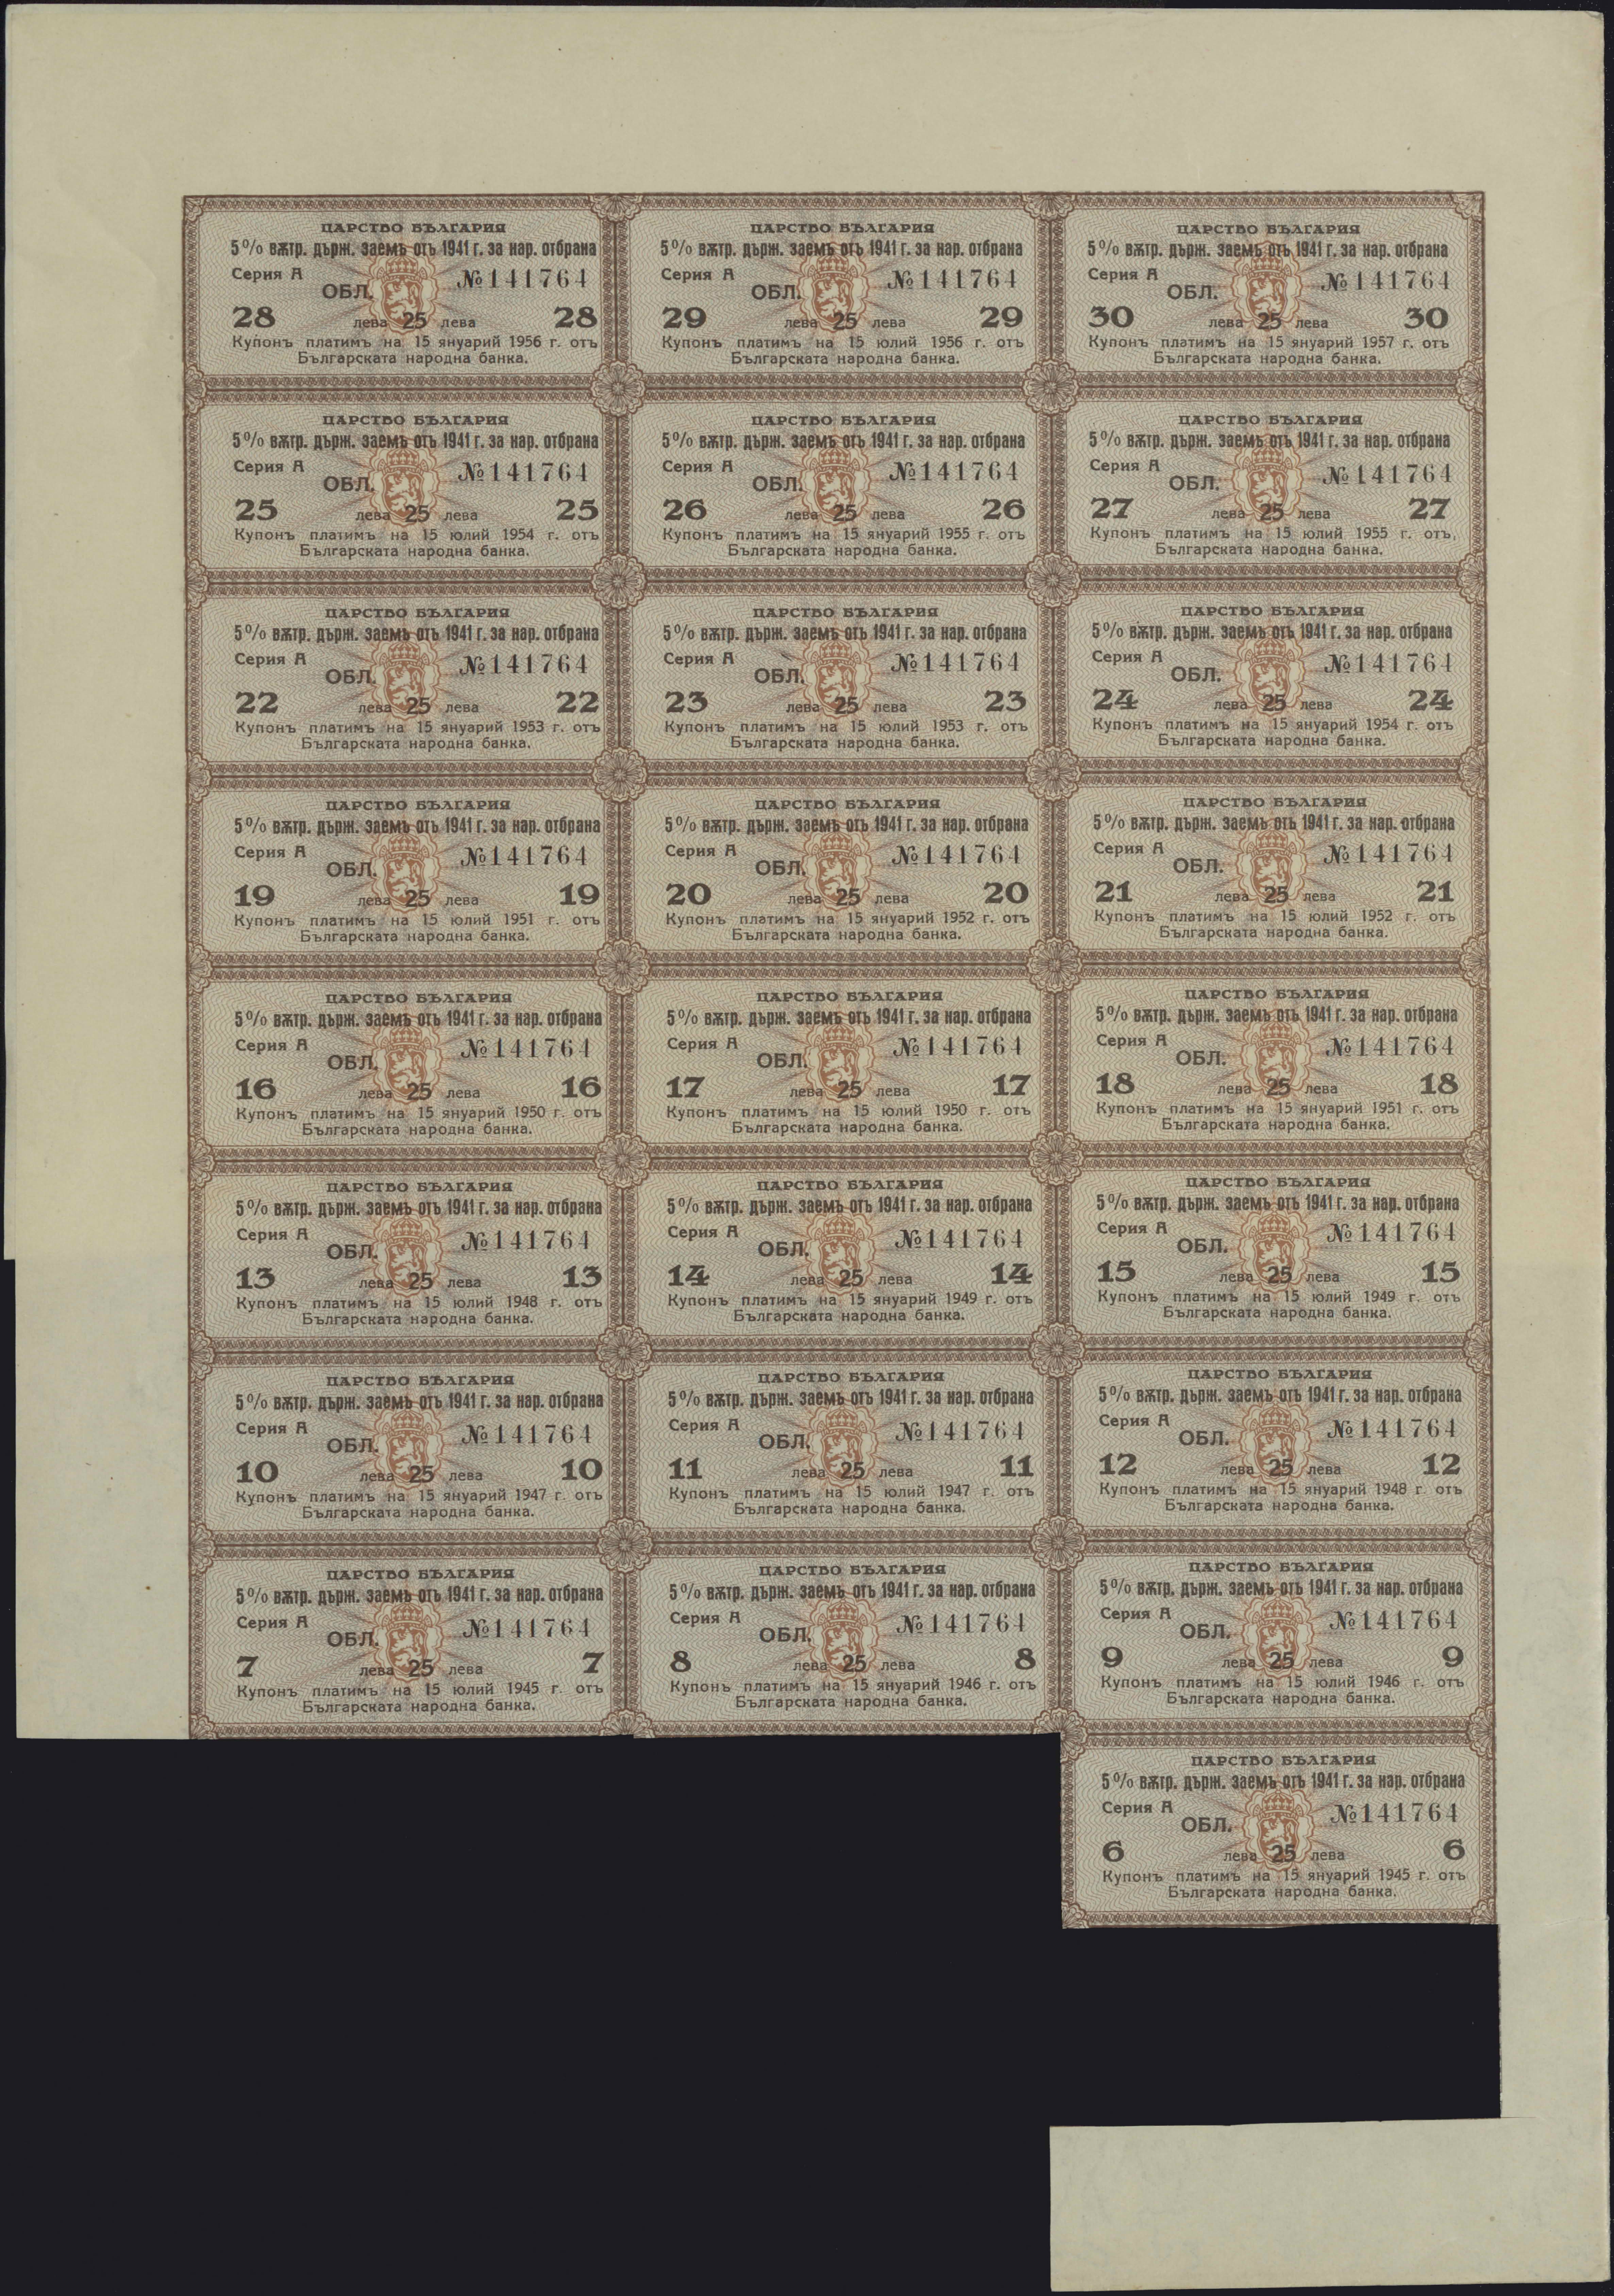 ЦАРСТВО БЪЛГАРИЯ
5% вѫтр. държ. заемъ отъ 1941 г. за нар. отбрана
Серия А
ОБЛ. №141764
28 лева 25 лева 28
Купонъ платимъ на 15 януарий 1956 г. отъ
Българската народна банка.
ЦАРСТВО БЪЛГАРИЯ
5% вѫтр. държ. заемъ отъ 1941 г. за нар. отбрана
Серия А
ОБЛ. №141764
29 лева 25 лева 29
Купонъ платимъ на 15 юлий 1956 г. отъ
Българската народна банка.
ЦАРСТВО БЪЛГАРИЯ
5% вѫтр. държ. заемъ отъ 1941 г. за нар. отбрана
Серия А
ОБЛ. №141764
30 лева 25 лева 30
Купонъ платимъ на 15 януарий 1957 г. отъ
Българската народна банка.
ЦАРСТВО БЪЛГАРИЯ
5% вѫтр. държ. заемъ отъ 1941 г. за нар. отбрана
Серия А
ОБЛ. №141764
25 лева 25 лева 25
Купонъ платимъ на 15 юлий 1954 г. отъ
Българската народна банка.
ЦАРСТВО БЪЛГАРИЯ
5% вѫтр. държ. заемъ отъ 1941 г. за нар. отбрана
Серия А
ОБЛ. №141764
26 лева 25 лева 26
Купонъ платимъ на 15 януарий 1955 г. отъ
Българската народна банка.
ЦАРСТВО БЪЛГАРИЯ
5% вѫтр. държ. заемъ отъ 1941 г. за нар. отбрана
Серия А
ОБЛ. №141764
27 лева 25 лева 27
Купонъ платимъ на 15 юлий 1955 г. отъ
Българската народна банка.
ЦАРСТВО БЪЛГАРИЯ
5% вѫтр. държ. заемъ отъ 1941 г. за нар. отбрана
Серия А
ОБЛ. №141764
22 лева 25 лева 22
Купонъ платимъ на 15 януарий 1953 г. отъ
Българската народна банка.
ЦАРСТВО БЪЛГАРИЯ
5% вѫтр. държ. заемъ отъ 1941 г. за нар. отбрана
Серия А
ОБЛ. №141764
23 лева 25 лева 23
Купонъ платимъ на 15 юлий 1953 г. отъ
Българската народна банка.
ЦАРСТВО БЪЛГАРИЯ
5% вѫтр. държ. заемъ отъ 1941 г. за нар. отбрана
Серия А
ОБЛ. №141764
24 лева 25 лева 24
Купонъ платимъ на 15 януарий 1954 г. отъ
Българската народна банка.
ЦАРСТВО БЪЛГАРИЯ
5% вѫтр. държ. заемъ отъ 1941 г. за нар. отбрана
Серия А
ОБЛ. №141764
19 лева 25 лева 19
Купонъ платимъ на 15 юлий 1951 г. отъ
Българската народна банка.
ЦАРСТВО БЪЛГАРИЯ
5% вѫтр. държ. заемъ отъ 1941 г. за нар. отбрана
Серия А
ОБЛ. №141764
20 лева 25 лева 20
Купонъ платимъ на 15 януарий 1952 г. отъ
Българската народна банка.
ЦАРСТВО БЪЛГАРИЯ
5% вѫтр. държ. заемъ отъ 1941 г. за нар. отбрана
Серия А
ОБЛ. №141764
21 лева 25 лева 21
Купонъ платимъ на 15 юлий 1952 г. отъ
Българската народна банка.
ЦАРСТВО БЪЛГАРИЯ
5% вѫтр. държ. заемъ отъ 1941 г. за нар. отбрана
Серия А
ОБЛ. №141764
16 лева 25 лева 16
Купонъ платимъ на 15 януарий 1950 г. отъ
Българската народна банка.
ЦАРСТВО БЪЛГАРИЯ
5% вѫтр. държ. заемъ отъ 1941 г. за нар. отбрана
Серия А
ОБЛ. №141764
17 лева 25 лева 17
Купонъ платимъ на 15 юлий 1950 г. отъ
Българската народна банка.
ЦАРСТВО БЪЛГАРИЯ
5% вѫтр. държ. заемъ отъ 1941 г. за нар. отбрана
Серия А
ОБЛ. №141764
18 лева 25 лева 18
Купонъ платимъ на 15 януарий 1951 г. отъ
Българската народна банка.
ЦАРСТВО БЪЛГАРИЯ
5% вѫтр. държ. заемъ отъ 1941 г. за нар. отбрана
Серия А
ОБЛ. №141764
13 лева 25 лева 13
Купонъ платимъ на 15 юлий 1948 г. отъ
Българската народна банка.
ЦАРСТВО БЪЛГАРИЯ
5% вѫтр. държ. заемъ отъ 1941 г. за нар. отбрана
Серия А
ОБЛ. №141764
14 лева 25 лева 14
Купонъ платимъ на 15 януарий 1949 г. отъ
Българската народна банка.
ЦАРСТВО БЪЛГАРИЯ
5% вѫтр. държ. заемъ отъ 1941 г. за нар. отбрана
Серия А
ОБЛ. №141764
15 лева 25 лева 15
Купонъ платимъ на 15 юлий 1949 г. отъ
Българската народна банка.
ЦАРСТВО БЪЛГАРИЯ
5% вѫтр. държ. заемъ отъ 1941 г. за нар. отбрана
Серия А
ОБЛ. №141764
10 лева 25 лева 10
Купонъ платимъ на 15 януарий 1947 г. отъ
Българската народна банка.
ЦАРСТВО БЪЛГАРИЯ
5% вѫтр. държ. заемъ отъ 1941 г. за нар. отбрана
Серия А
ОБЛ. №141764
11 лева 25 лева 11
Купонъ платимъ на 15 юлий 1947 г. отъ
Българската народна банка.
ЦАРСТВО БЪЛГАРИЯ
5% вѫтр. държ. заемъ отъ 1941 г. за нар. отбрана
Серия А
ОБЛ. №141764
12 лева 25 лева 12
Купонъ платимъ на 15 януарий 1948 г. отъ
Българската народна банка.
ЦАРСТВО БЪЛГАРИЯ
5% вѫтр. държ. заемъ отъ 1941 г. за нар. отбрана
Серия А
ОБЛ. №141764
7 лева 25 лева 7
Купонъ платимъ на 15 юлий 1945 г. отъ
Българската народна банка.
ЦАРСТВО БЪЛГАРИЯ
5% вѫтр. държ. заемъ отъ 1941 г. за нар. отбрана
Серия А
ОБЛ. №141764
8 лева 25 лева 8
Купонъ платимъ на 15 януарий 1946 г. отъ
Българската народна банка.
ЦАРСТВО БЪЛГАРИЯ
5% вѫтр. държ. заемъ отъ 1941 г. за нар. отбрана
Серия А
ОБЛ. №141764
9 лева 25 лева 9
Купонъ платимъ на 15 юлий 1946 г. отъ
Българската народна банка.
ЦАРСТВО БЪЛГАРИЯ
5% вѫтр. държ. заемъ отъ 1941 г. за нар. отбрана
Серия А
ОБЛ. №141764
6 лева 25 лева 6
Купонъ платимъ на 15 януарий 1945 г. отъ
Българската народна банка.